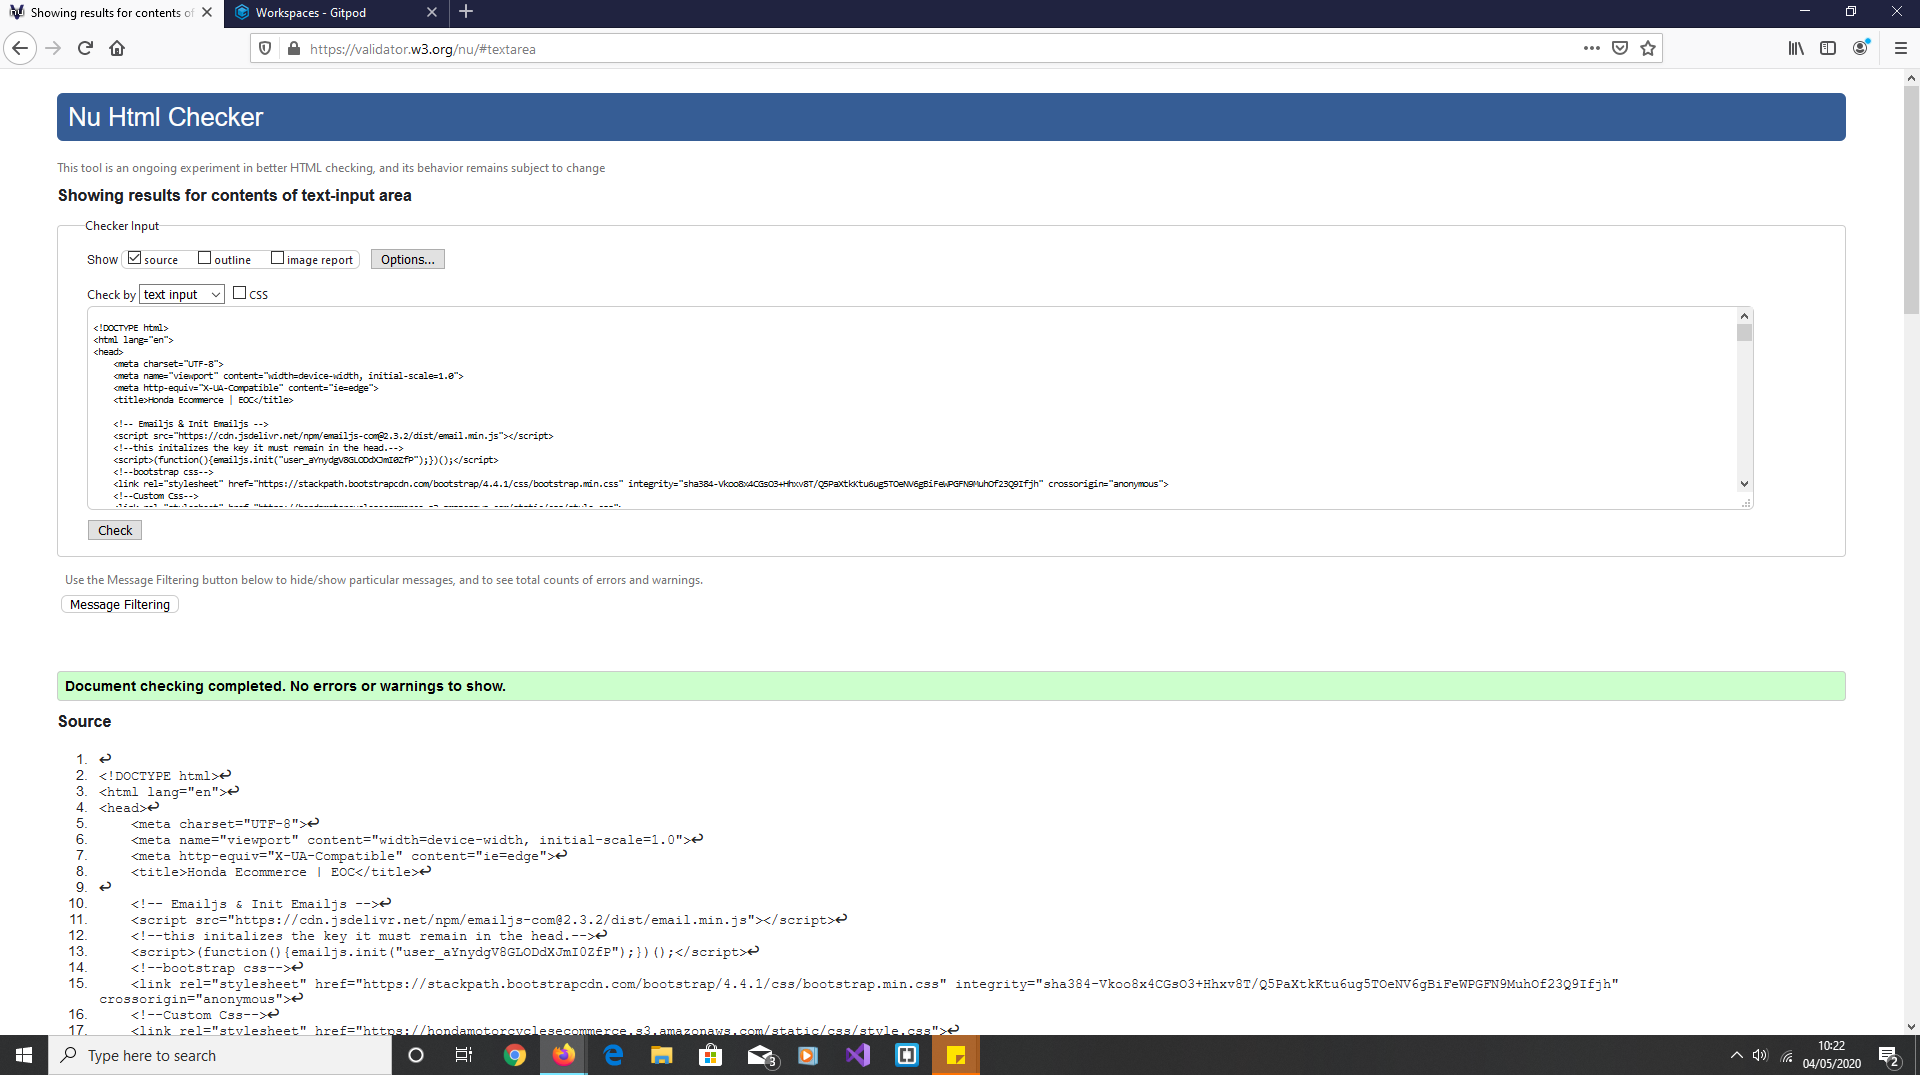 Showing results for contents of
Workspaces - Gitpod
https://validator.w3.org/nu/#textarea
Nu Html Checker
This tool is an ongoing experiment in better HTML checking, and its behavior remains subject to change
Showing results for contents of text-input area
Checker Input
Show source outline image report Options...
Check by text input CSS
<!DOCTYPE html>
<html lang="en">
<head>
<meta charset="UTF-8">
<meta name="viewport" content="width=device-width, initial-scale=1.0">
<meta http-equiv="X-UA-Compatible" content="ie=edge">
<title>Honda Ecommerce | EOC</title>
<!-- Emailjs & Init Emailjs -->
<script src="https://cdn.jsdelivr.net/npm/emailjs-com@2.3.2/dist/email.min.js"></script>
<!--this initalizes the key it must remain in the head.-->
<script>(function(){emailjs.init("user_aYnydgV8GLODdXJmI0ZfP");})();</script>
<!--bootstrap css-->
<link rel="stylesheet" href="https://stackpath.bootstrapcdn.com/bootstrap/4.4.1/css/bootstrap.min.css" integrity="sha384-Vkoo8x4CGsO3+Hhxv8T/Q5PaXtkKtu6ug5TOeNV6gBiFeWPGFN9MuhOf23Q9Ifjh" crossorigin="anonymous">
<!--Custom Css-->
Check
Use the Message Filtering button below to hide/show particular messages, and to see total counts of errors and warnings.
Message Filtering
Document checking completed. No errors or warnings to show.
Source
1. ↩
2. <!DOCTYPE html>↩
3. <html lang="en">↩
4. <head>↩
5. <meta charset="UTF-8">↩
6. <meta name="viewport" content="width=device-width, initial-scale=1.0">↩
7. <meta http-equiv="X-UA-Compatible" content="ie=edge">↩
8. <title>Honda Ecommerce | EOC</title>↩
9. ↩
10. <!-- Emailjs & Init Emailjs -->↩
11. <script src="https://cdn.jsdelivr.net/npm/emailjs-com@2.3.2/dist/email.min.js"></script>↩
12. <!--this initalizes the key it must remain in the head.-->↩
13. <script>(function(){emailjs.init("user_aYnydgV8GLODdXJmI0ZfP");})();</script>↩
14. <!--bootstrap css-->↩
15. <link rel="stylesheet" href="https://stackpath.bootstrapcdn.com/bootstrap/4.4.1/css/bootstrap.min.css" integrity="sha384-Vkoo8x4CGsO3+Hhxv8T/Q5PaXtkKtu6ug5TOeNV6gBiFeWPGFN9MuhOf23Q9Ifjh"
crossorigin="anonymous">↩
16. <!--Custom Css-->↩
17. <link rel="stylesheet" href="https://hondamotorcyclesecommerce.s3.amazonaws.com/static/css/style.css">↩
Type here to search
3
10:22
04/05/2020
2